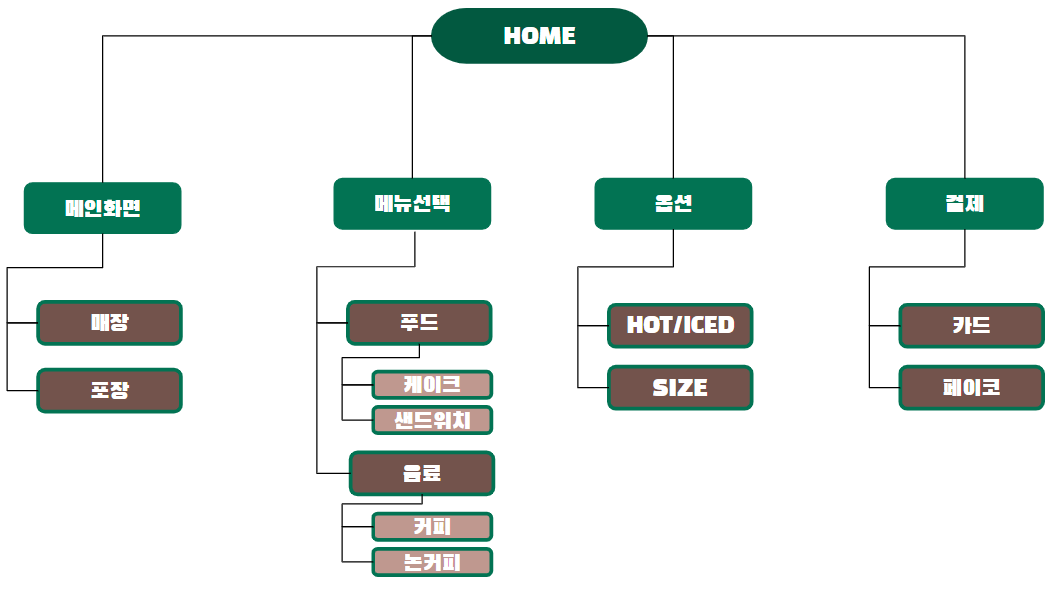 HOME
메인화면
메뉴선택
옵션
결제
매장
포장
푸드
케이크
샌드위치
음료
커피
논커피
HOT/ICED
SIZE
카드
페이코